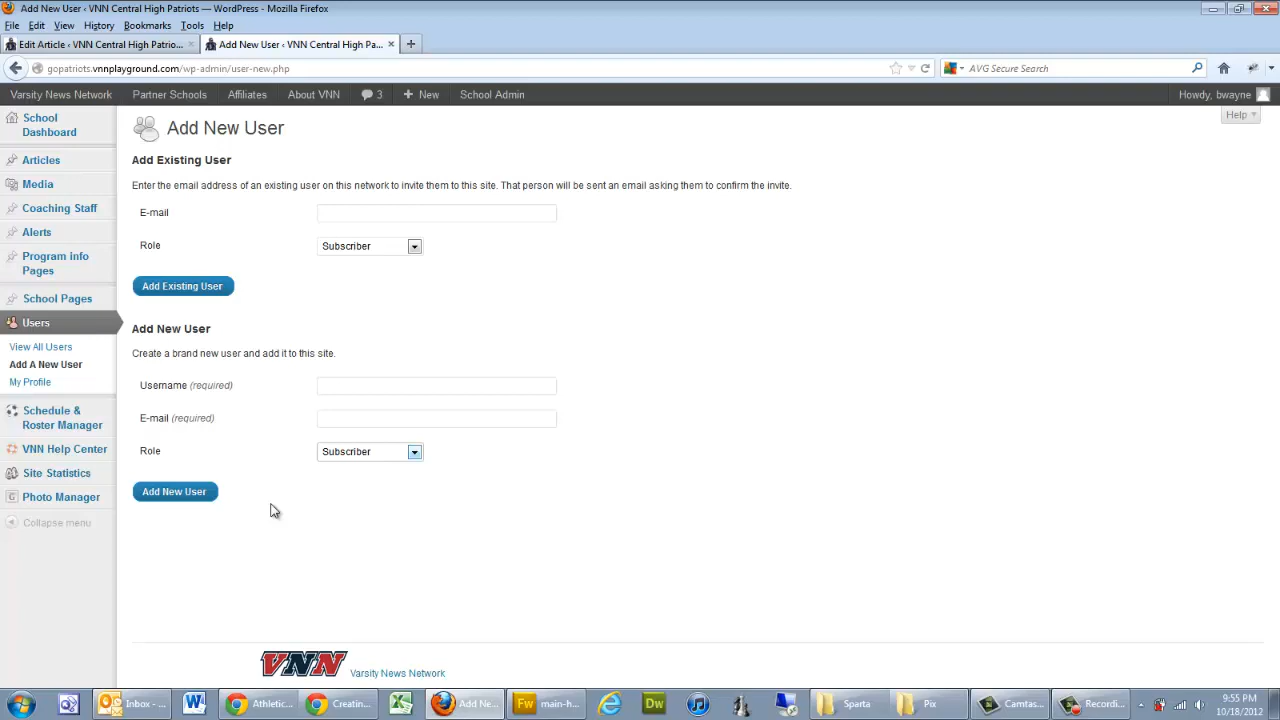 Add New User ‹ VNN Central High Patriots — WordPress - Mozilla Firefox
File Edit View History Bookmarks Tools Help
Edit Article ‹ VNN Central High Patrio... × Add New User ‹ VNN Central High Pa... × +
gopatriots.vnnplayground.com/wp-admin/user-new.php AVG Secure Search
Varsity News Network Partner Schools Affiliates About VNN 3 + New School Admin Howdy, bwayne
Help
School
Dashboard
Articles
Media
Coaching Staff
Alerts
Program info
Pages
School Pages
Users
View All Users
Add A New User
My Profile
Schedule &
Roster Manager
VNN Help Center
Site Statistics
Photo Manager
Collapse menu
Add New User
Add Existing User
Enter the email address of an existing user on this network to invite them to this site. That person will be sent an email asking them to confirm the invite.
E-mail
Role Subscriber
Add Existing User
Add New User
Create a brand new user and add it to this site.
Username (required)
E-mail (required)
Role Subscriber
Add New User
VNN Varsity News Network
Inbox - ... Athletic... Creatin... Add Ne... Fw main-h... Dw Sparta Pix Camtas... Recordi... 9:55 PM
10/18/2012